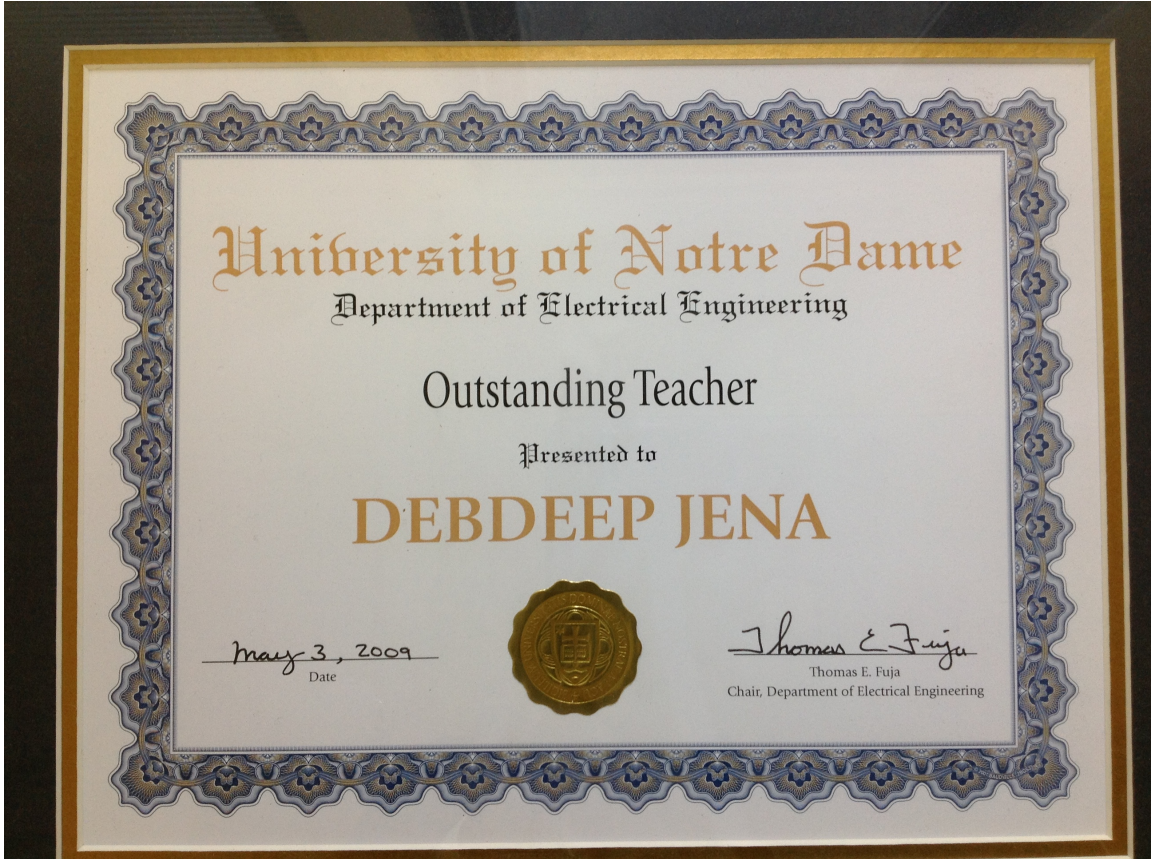 University of Notre Dame
Department of Electrical Engineering
Outstanding Teacher
Presented to
DEBDEEP JENA
May 3, 2009
Date
Thomas E Fuja
Thomas E. Fuja
Chair, Department of Electrical Engineering